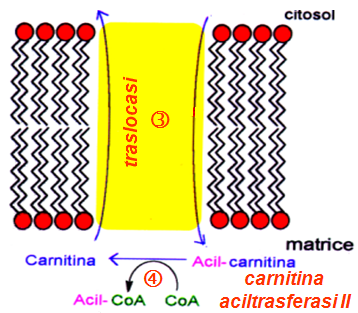 citosol
traslocasi
③
matrice
Carnitina
Acil-carnitina
④
Acil-CoA
CoA
carnitina
aciltrasferasi II